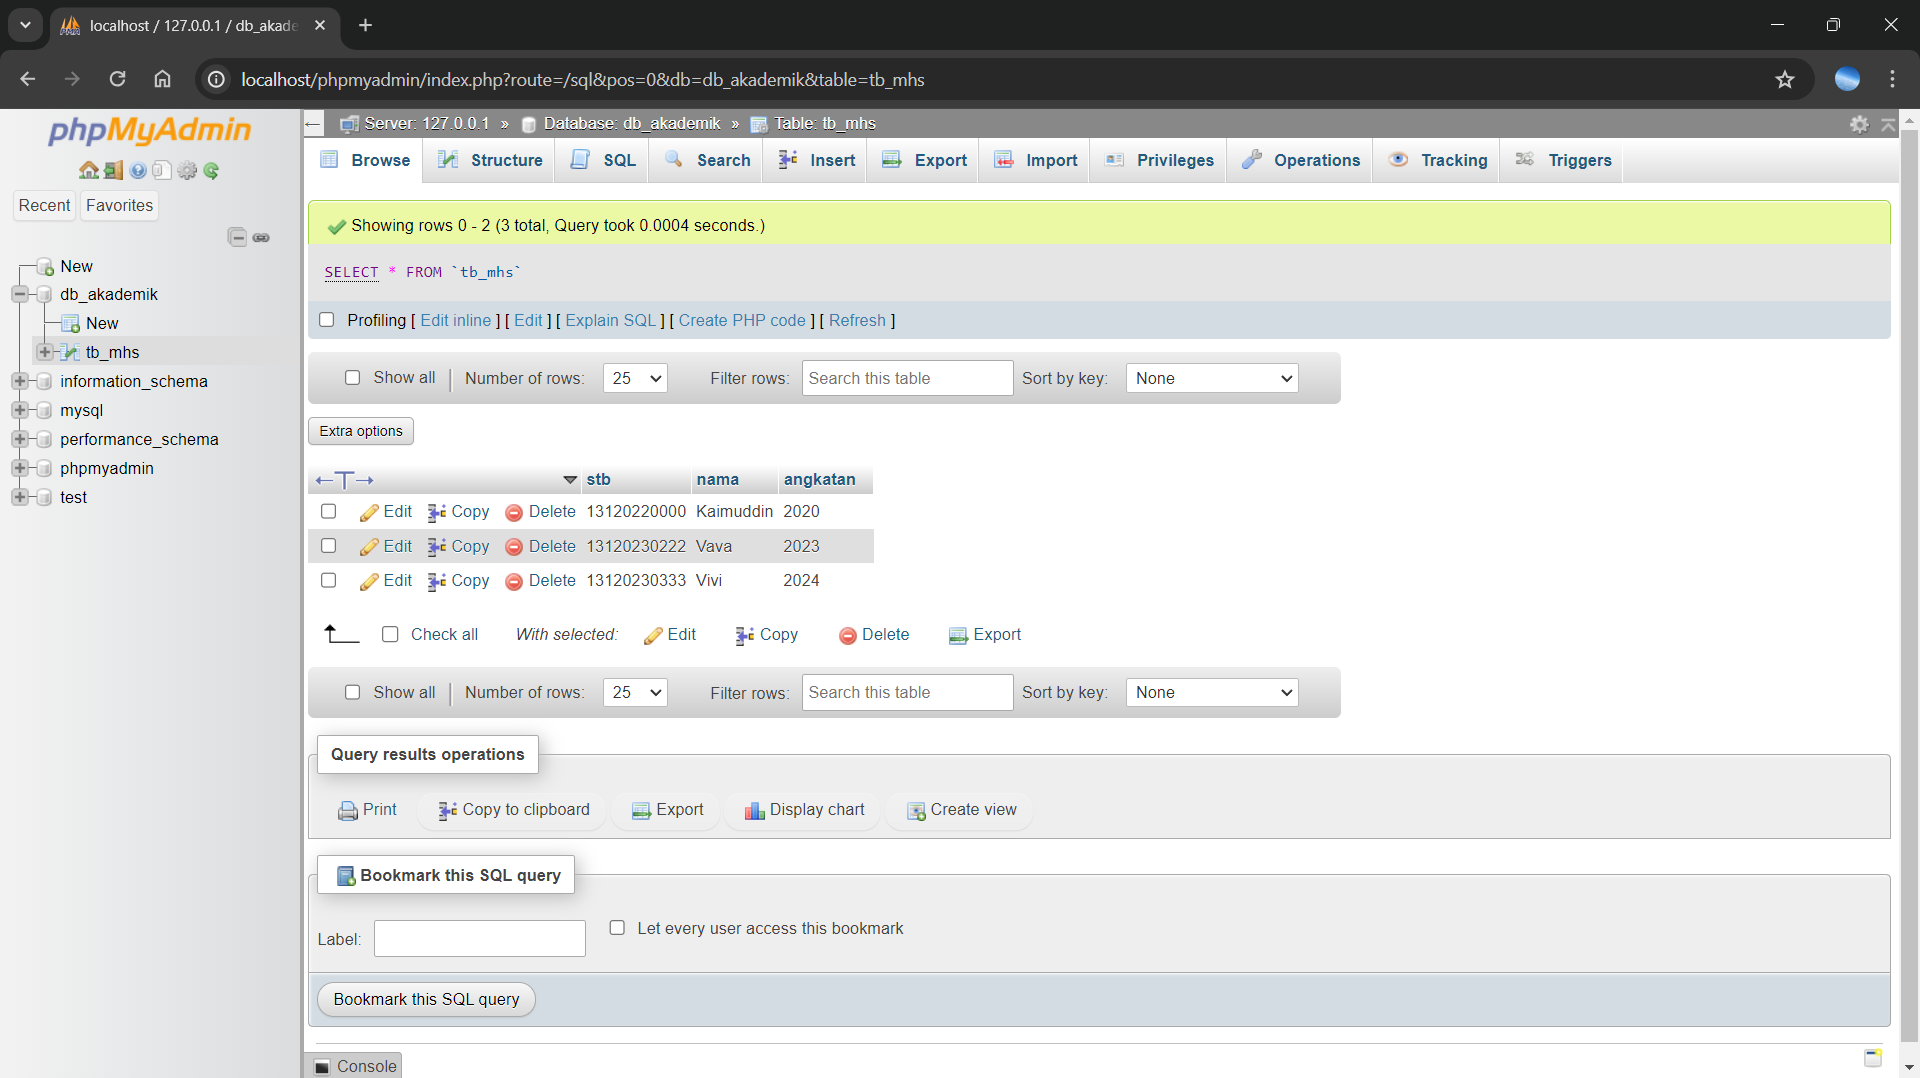 localhost / 127.0.0.1 / db_akade
localhost/phpmyadmin/index.php?route=/sql&pos=0&db=db_akademik&table=tb_mhs
phpMyAdmin
Recent Favorites
New
db_akademik
New
tb_mhs
information_schema
mysql
performance_schema
phpmyadmin
test
Server: 127.0.0.1 » Database: db_akademik » Table: tb_mhs
Browse Structure SQL Search Insert Export Import Privileges Operations Tracking Triggers
Showing rows 0 - 2 (3 total, Query took 0.0004 seconds.)
SELECT * FROM `tb_mhs`
Profiling [ Edit inline ] [ Edit ] [ Explain SQL ] [ Create PHP code ] [ Refresh ]
Show all Number of rows: 25 Filter rows: Search this table Sort by key: None
Extra options
stb nama angkatan
Edit Copy Delete 13120220000 Kaimuddin 2020
Edit Copy Delete 13120230222 Vava 2023
Edit Copy Delete 13120230333 Vivi 2024
Check all With selected: Edit Copy Delete Export
Show all Number of rows: 25 Filter rows: Search this table Sort by key: None
Query results operations
Print Copy to clipboard Export Display chart Create view
Bookmark this SQL query
Label: Let every user access this bookmark
Bookmark this SQL query
Console